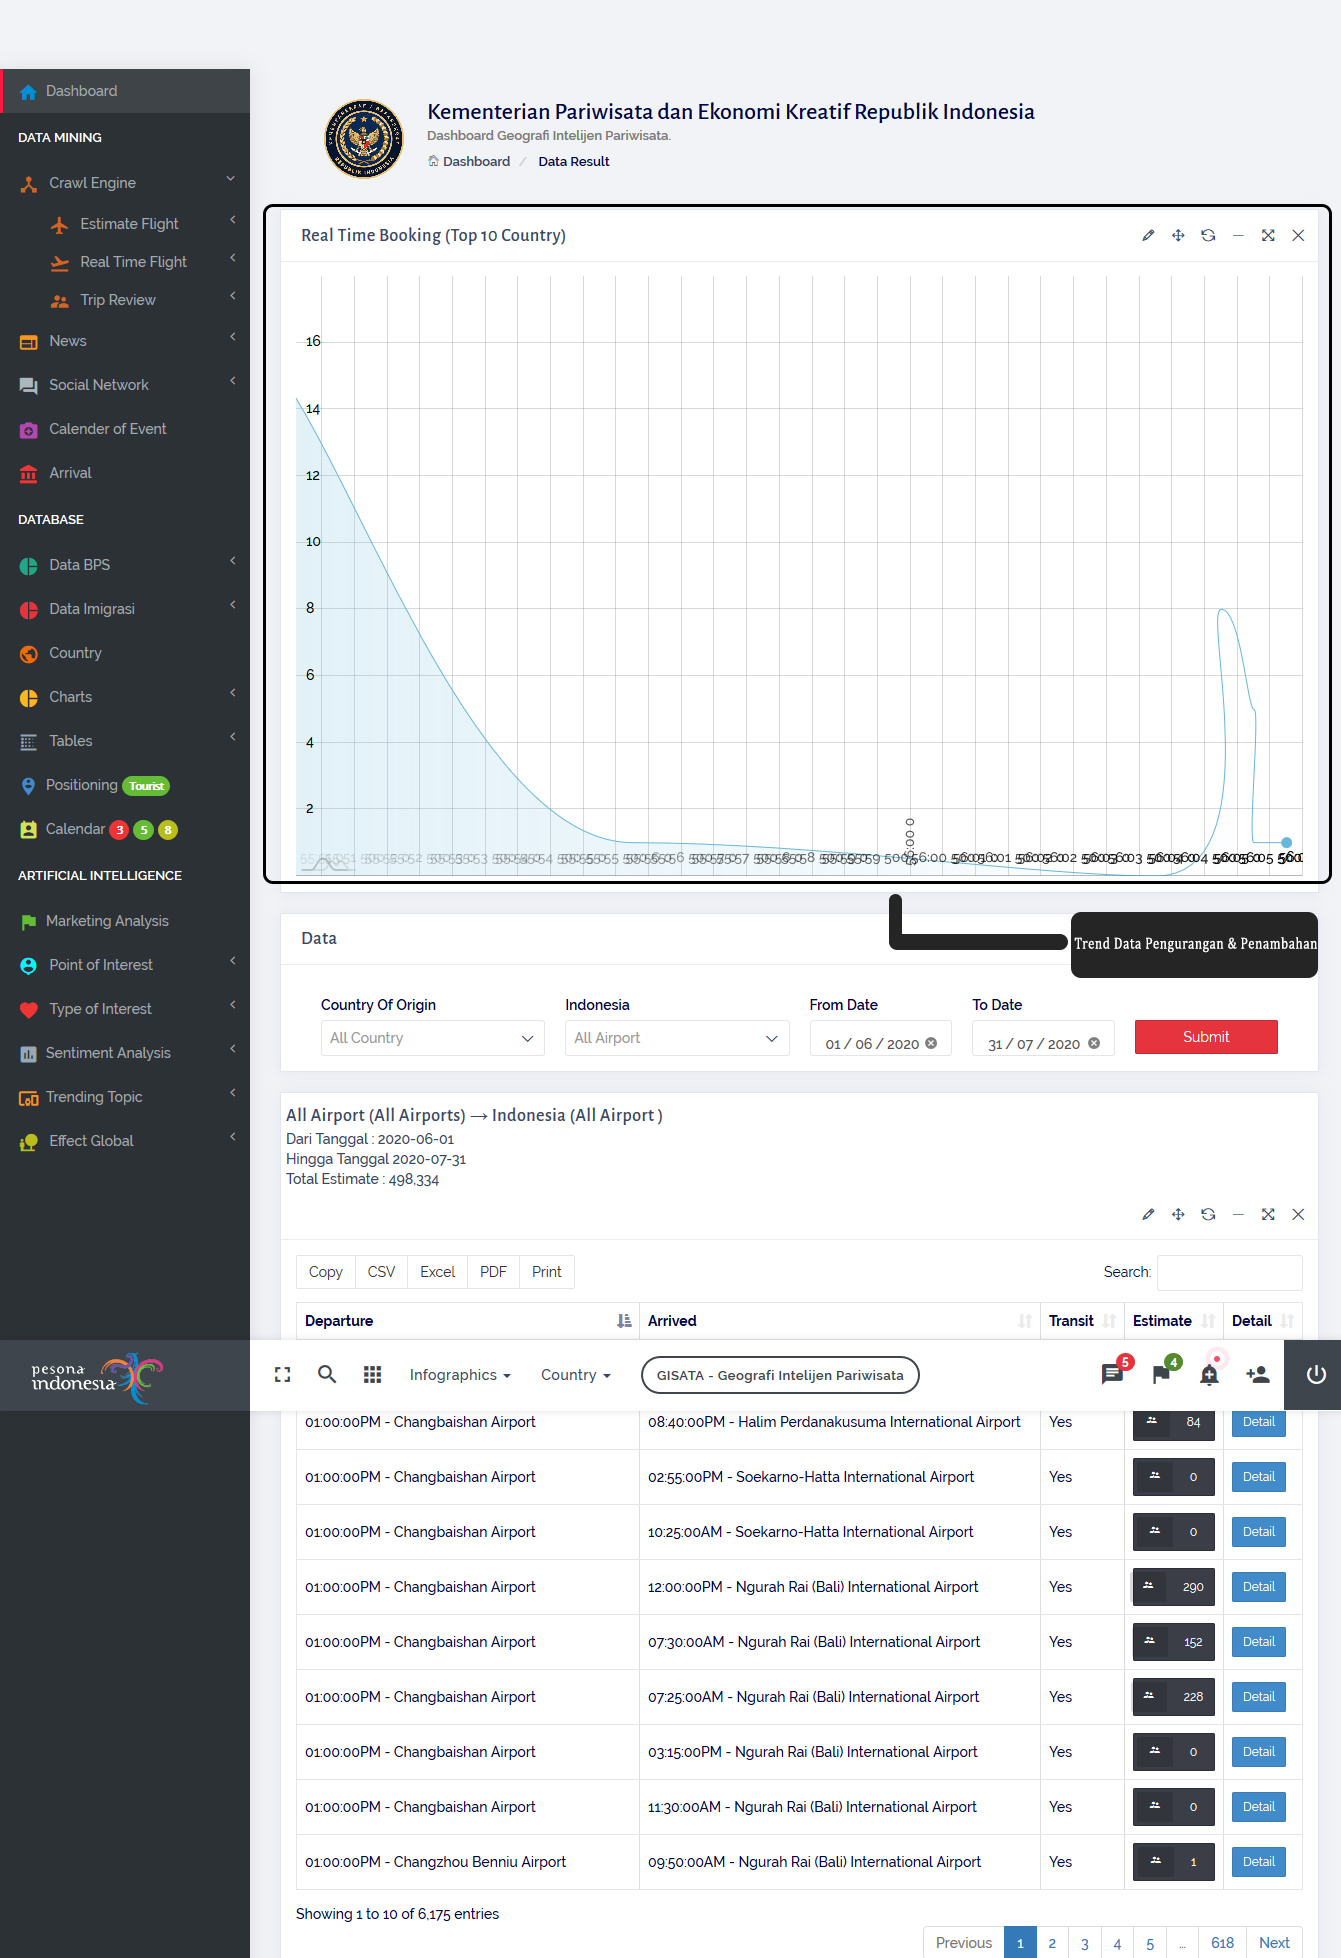 Dashboard
DATA MINING
Crawl Engine
Estimate Flight
Real Time Flight
Trip Review
News
Social Network
Calender of Event
Arrival
DATABASE
Data BPS
Data Imigrasi
Country
Charts
Tables
Positioning Tourist
Calendar 3 5 8
ARTIFICIAL INTELLIGENCE
Marketing Analysis
Point of Interest
Type of Interest
Sentiment Analysis
Trending Topic
Effect Global
Kementerian Pariwisata dan Ekonomi Kreatif Republik Indonesia
Dashboard Geografi Intelijen Pariwisata.
Dashboard / Data Result
Real Time Booking (Top 10 Country)
16
14
12
10
8
6
4
2
Trend Data Pengurangan & Penambahan
Data
Country Of Origin Indonesia From Date To Date
All Country All Airport 01 / 06 / 2020 31 / 07 / 2020 Submit
All Airport (All Airports) → Indonesia (All Airport )
Dari Tanggal : 2020-06-01
Hingga Tanggal 2020-07-31
Total Estimate : 498,334
Copy CSV Excel PDF Print Search:
Departure Arrived Transit Estimate Detail
pesona
indonesia
Infographics Country GISATA - Geografi Intelijen Pariwisata 5 4
01:00:00PM - Changbaishan Airport 08:40:00PM - Halim Perdanakusuma International Airport Yes 84 Detail
01:00:00PM - Changbaishan Airport 02:55:00PM - Soekarno-Hatta International Airport Yes 0 Detail
01:00:00PM - Changbaishan Airport 10:25:00AM - Soekarno-Hatta International Airport Yes 0 Detail
01:00:00PM - Changbaishan Airport 12:00:00PM - Ngurah Rai (Bali) International Airport Yes 290 Detail
01:00:00PM - Changbaishan Airport 07:30:00AM - Ngurah Rai (Bali) International Airport Yes 152 Detail
01:00:00PM - Changbaishan Airport 07:25:00AM - Ngurah Rai (Bali) International Airport Yes 228 Detail
01:00:00PM - Changbaishan Airport 03:15:00PM - Ngurah Rai (Bali) International Airport Yes 0 Detail
01:00:00PM - Changbaishan Airport 11:30:00AM - Ngurah Rai (Bali) International Airport Yes 0 Detail
01:00:00PM - Changzhou Benniu Airport 09:50:00AM - Ngurah Rai (Bali) International Airport Yes 1 Detail
Showing 1 to 10 of 6,175 entries
Previous 1 2 3 4 5 … 618 Next